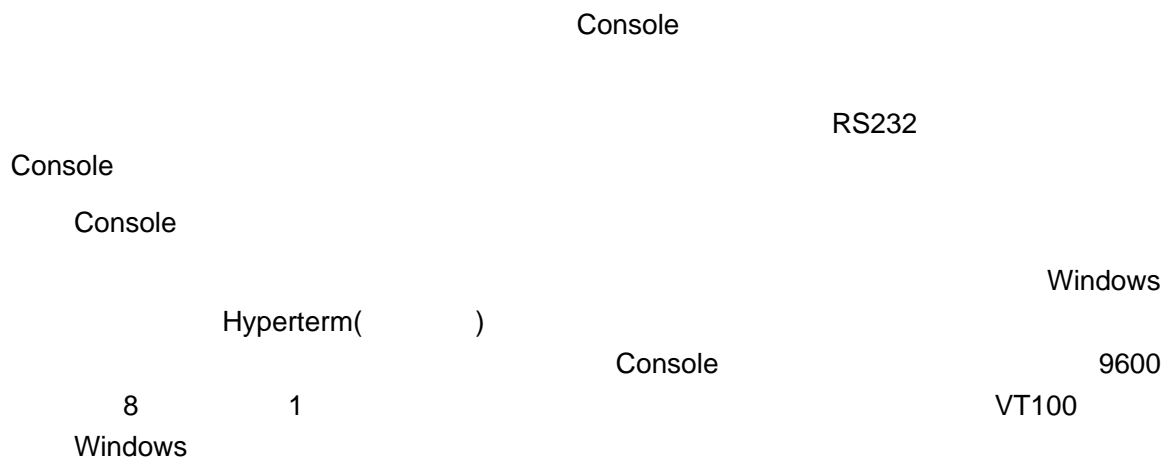 Console
RS232
Console
Console
Windows
Hyperterm( )
Console 9600
8 1 VT100
Windows